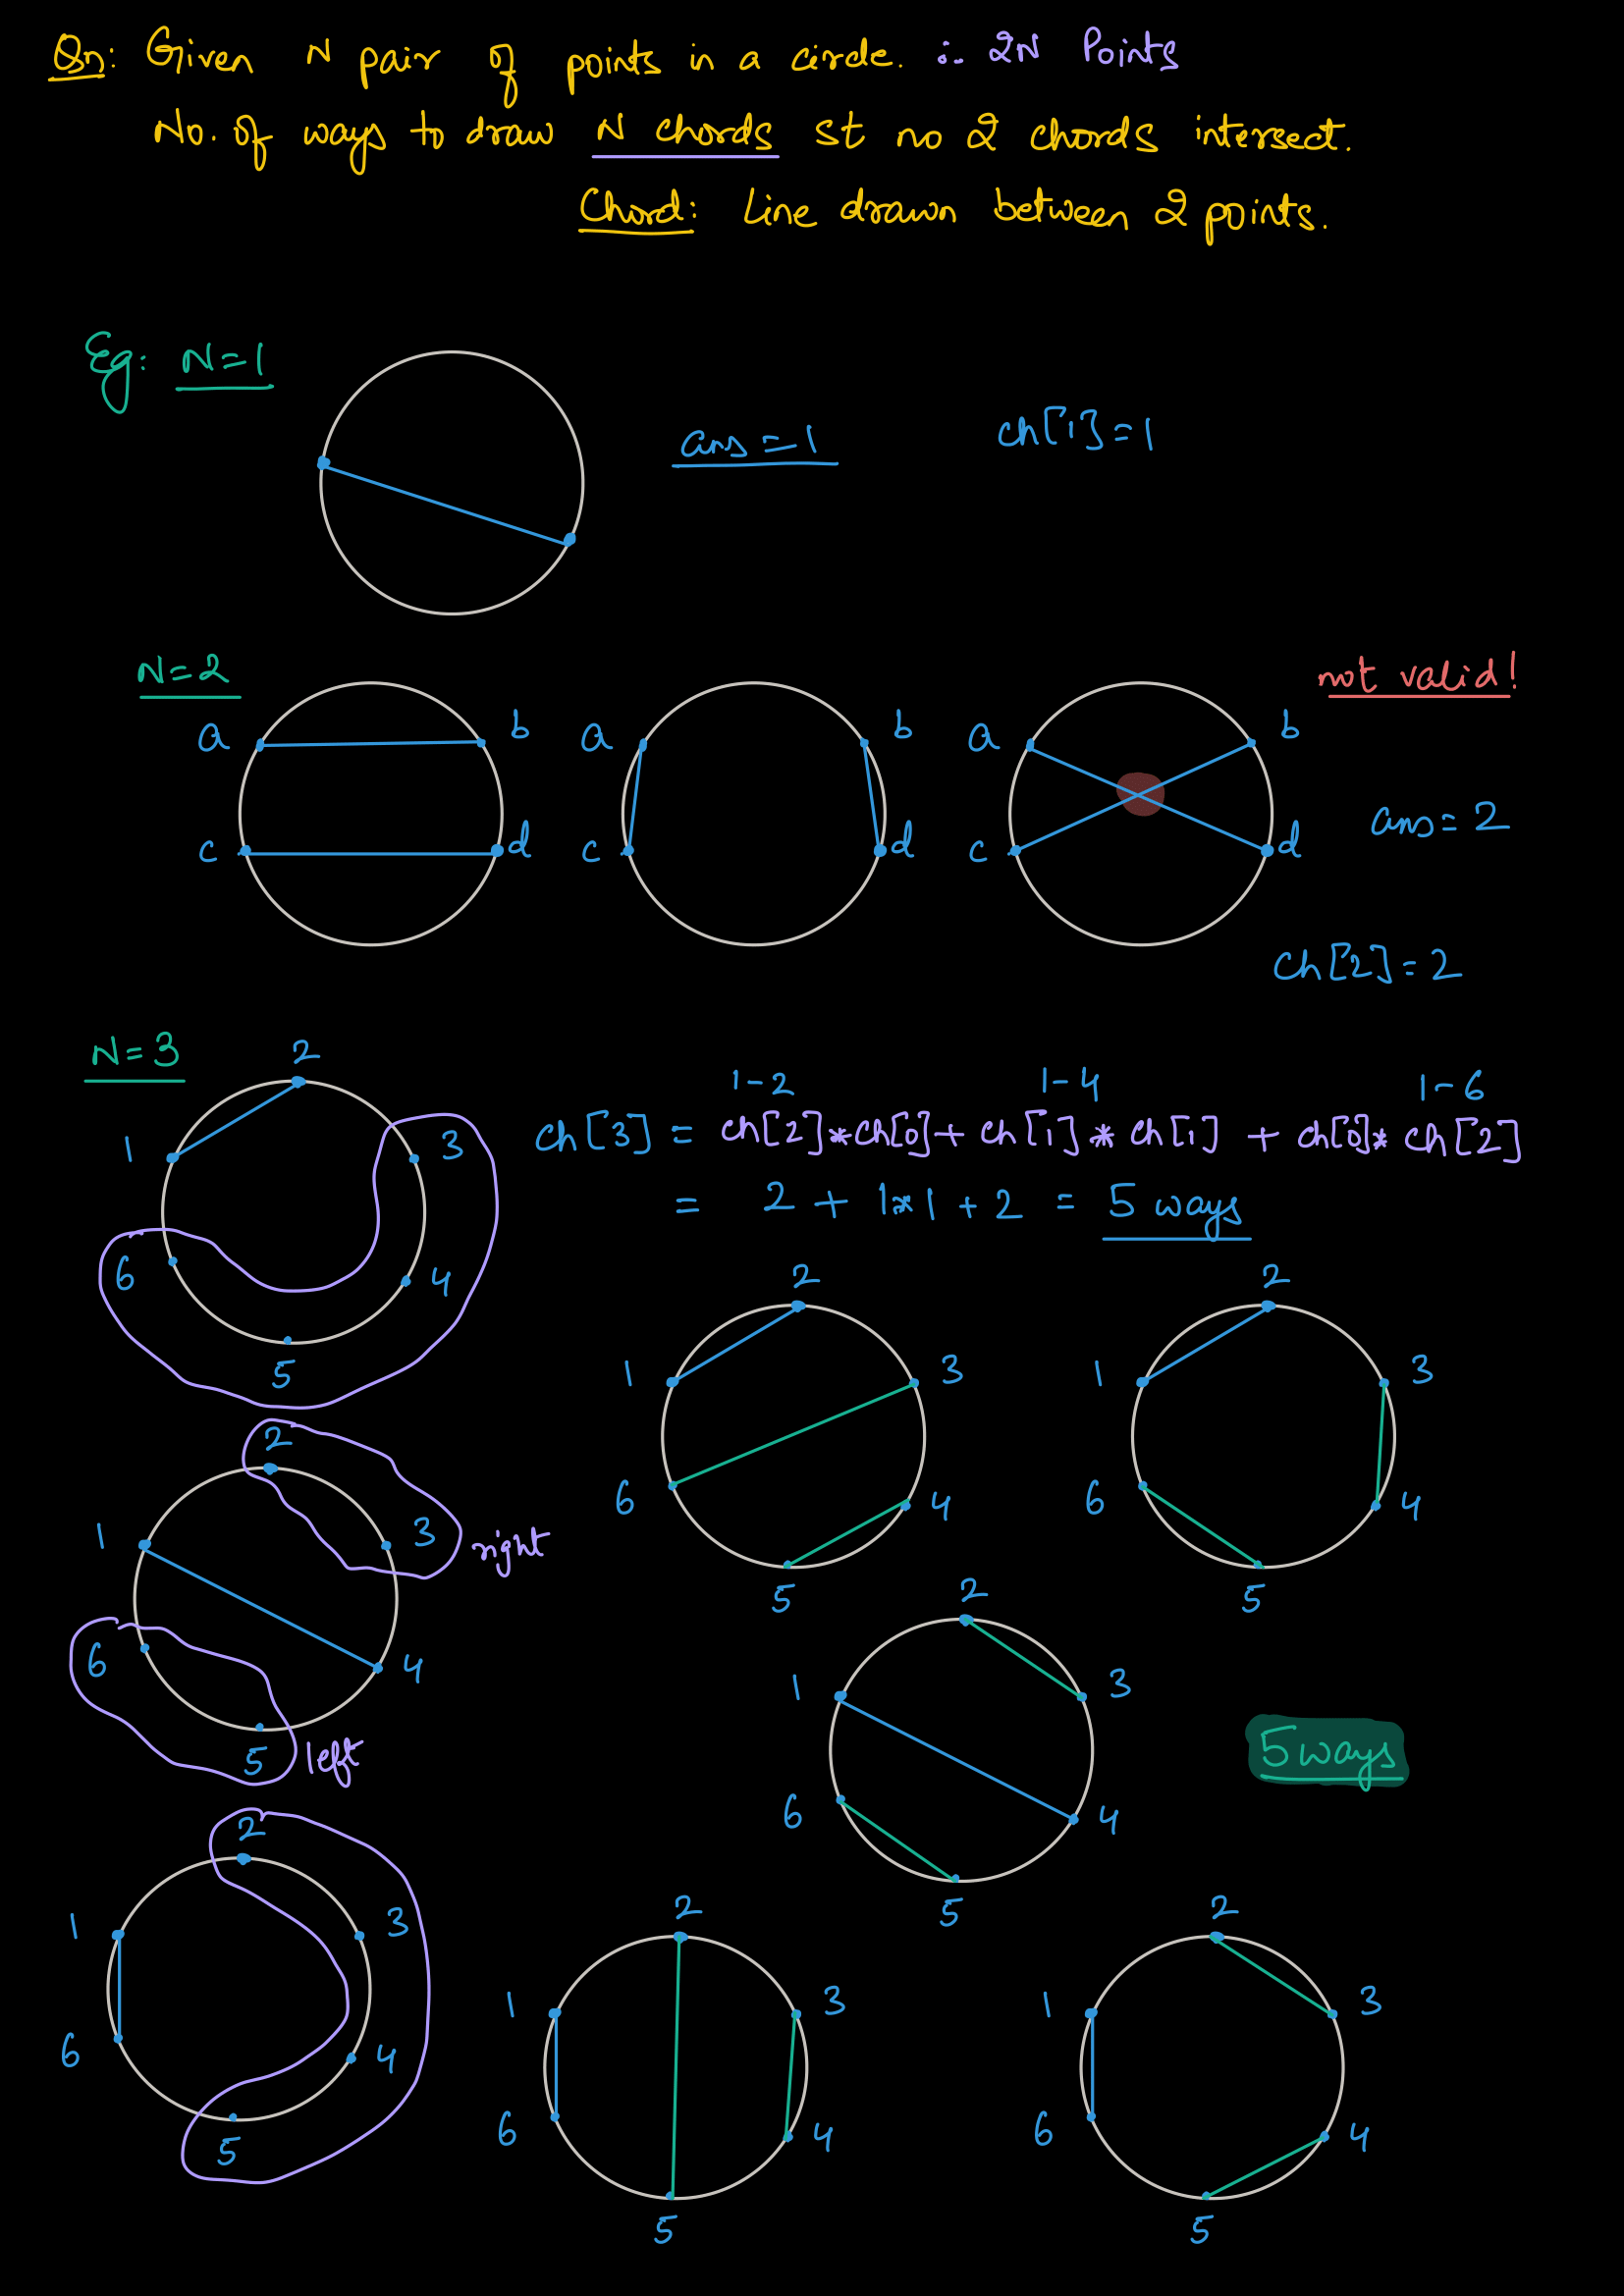 Qn: Given N pair of points in a circle. ∴ 2N Points
No. of ways to draw N chords st no 2 chords intersect.
Chord: Line drawn between 2 points.
Eg: N=1
ans=1
ch[1]=1
N=2
not valid!
a b
c d
a b
c d
a b
c d
ans=2
ch[2]=2
N=3
1-2 1-4 1-6
ch[3] = ch[2]*ch[0]+ ch[1]*ch[1] + ch[0]*ch[2]
= 2 + 1*1 + 2 = 5 ways
2
1 3
6 4
5
2
1 3
6 4
5
2
1 3
6 4
5
2
1 3 right
6 4
5 left
2
1 3
6 4
5
5 ways
2
1 3
6 4
5
2
1 3
6 4
5
2
1 3
6 4
5